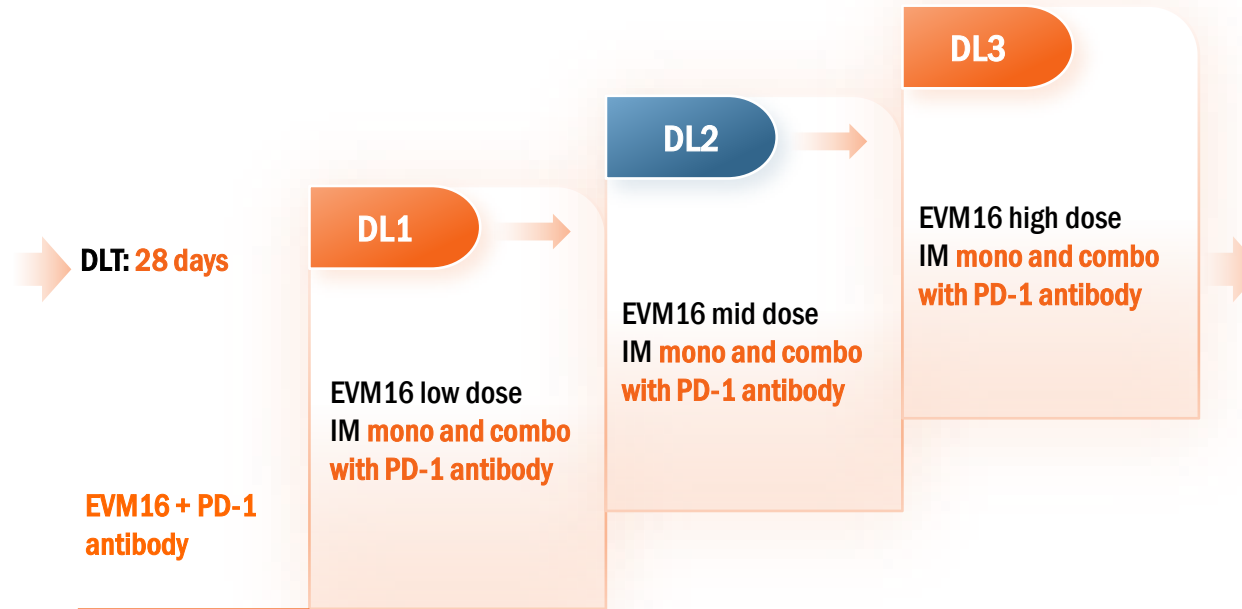 DLT: 28 days
EVM16 + PD-1
antibody
DL1
EVM16 low dose
IM mono and combo
with PD-1 antibody
DL2
EVM16 mid dose
IM mono and combo
with PD-1 antibody
DL3
EVM16 high dose
IM mono and combo
with PD-1 antibody